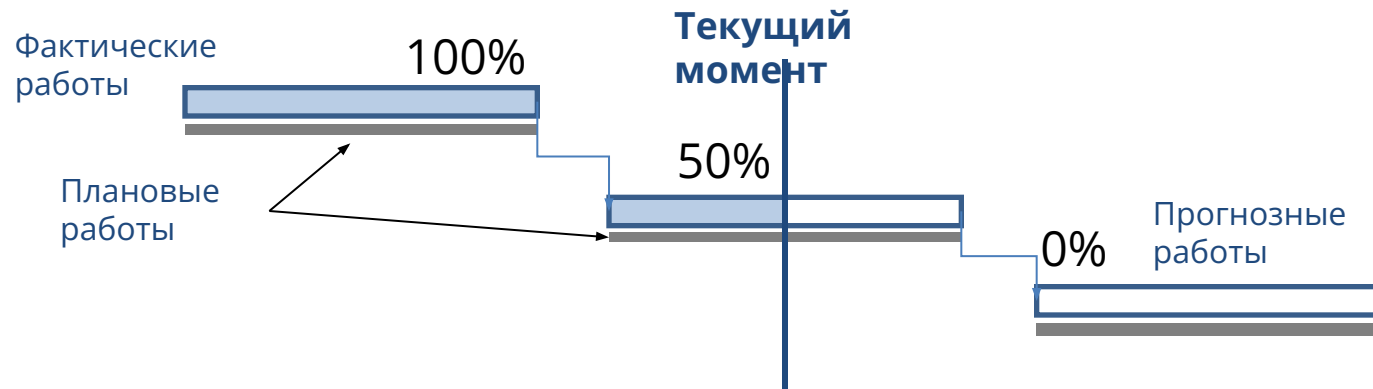 Фактические
работы
100%
Текущий
момент
50%
Плановые
работы
0%
Прогнозные
работы